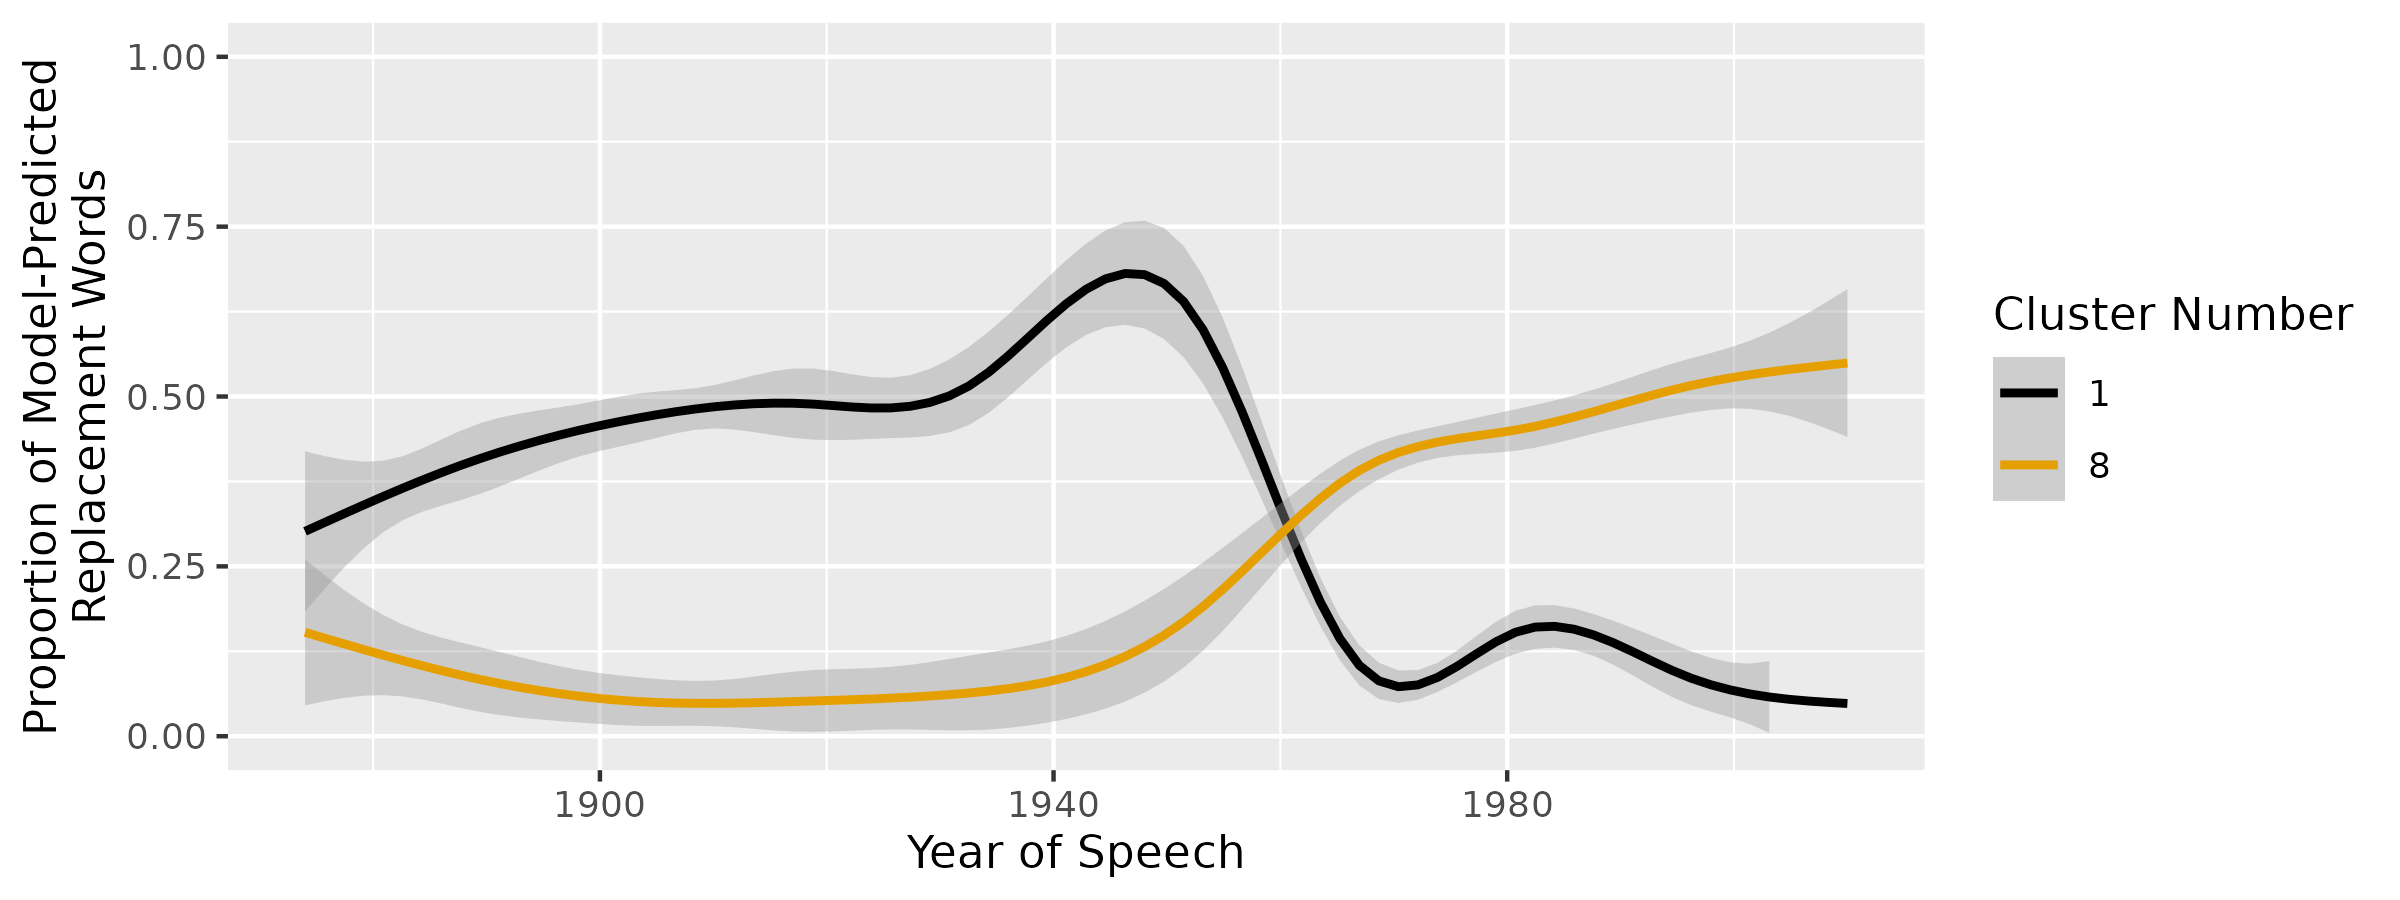 Proportion of Model-Predicted
Replacement Words
1.00
0.75
0.50
0.25
0.00
1900
1940
1980
Year of Speech
Cluster Number
1
8